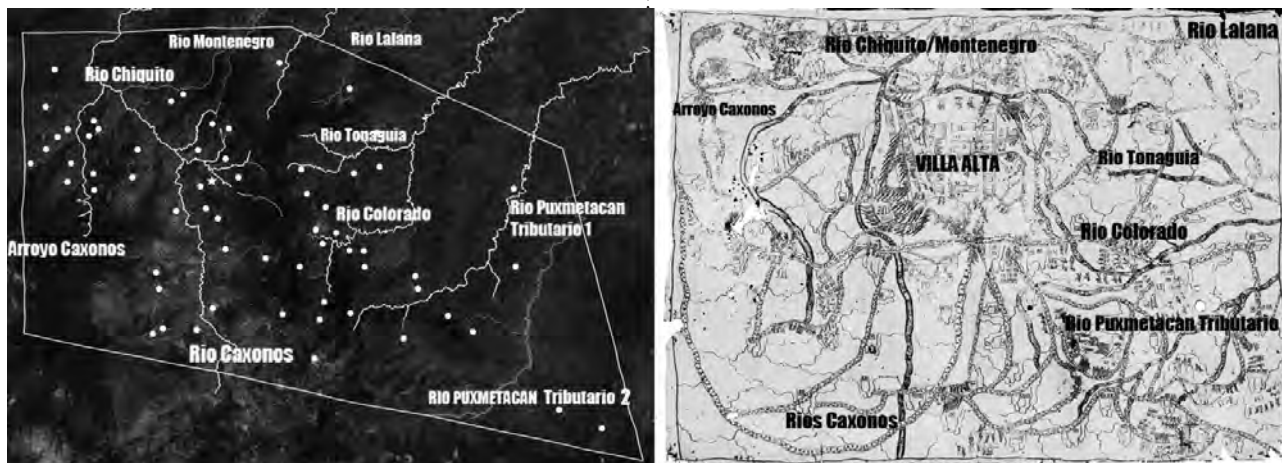 Rio Montenegro
Rio Lalana
Rio Chiquito
Rio Tonaguia
Rio Colorado
Rio Puxmetacan
Tributario 1
Arroyo Caxonos
Rio Caxonos
RIO PUXMETACAN Tributario 2
Rio Lalana
Rio Chiquito/Montenegro
Arroyo Caxonos
VILLA ALTA
Rio Tonaguia
Rio Colorado
Rio Puxmetacan Tributario
Rios Caxonos